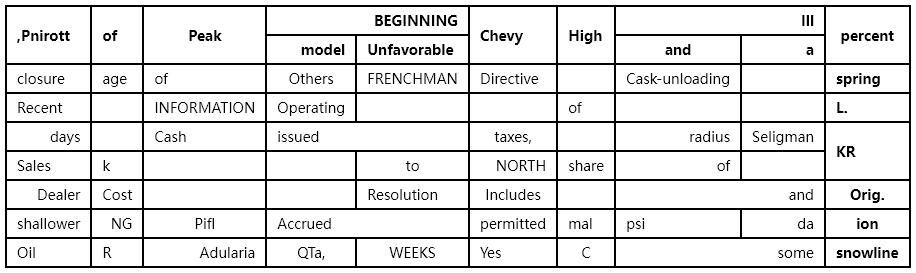 ,Pnirott of Peak BEGINNING Chevy High III percent
model Unfavorable and a
closure age of Others FRENCHMAN Directive Cask-unloading spring
Recent INFORMATION Operating of L.
days Cash issued taxes, radius Seligman KR
Sales k to NORTH share of
Dealer Cost Resolution Includes and Orig.
shallower NG Pifl Accrued permitted mal psi da ion
Oil R Adularia QTa, WEEKS Yes C some snowline